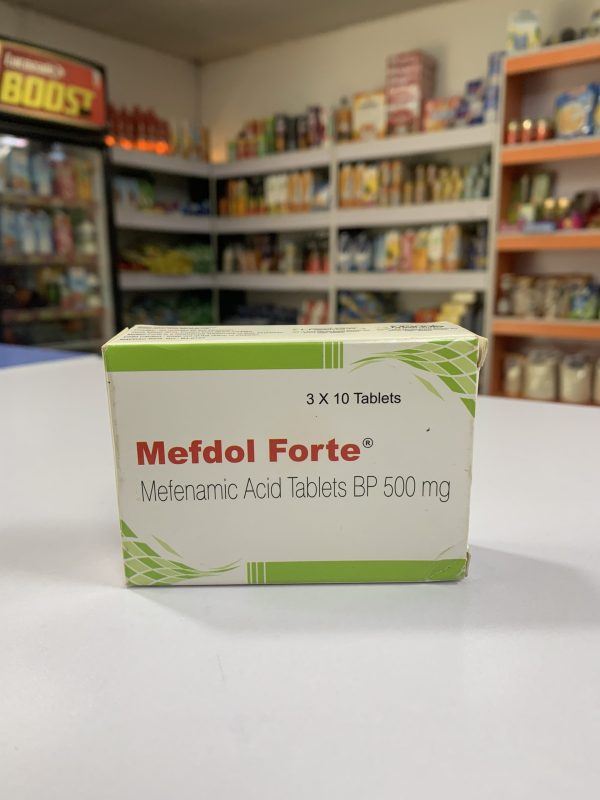 BOOST
3 X 10 Tablets
Mefdol Forte®
Mefenamic Acid Tablets BP 500 mg